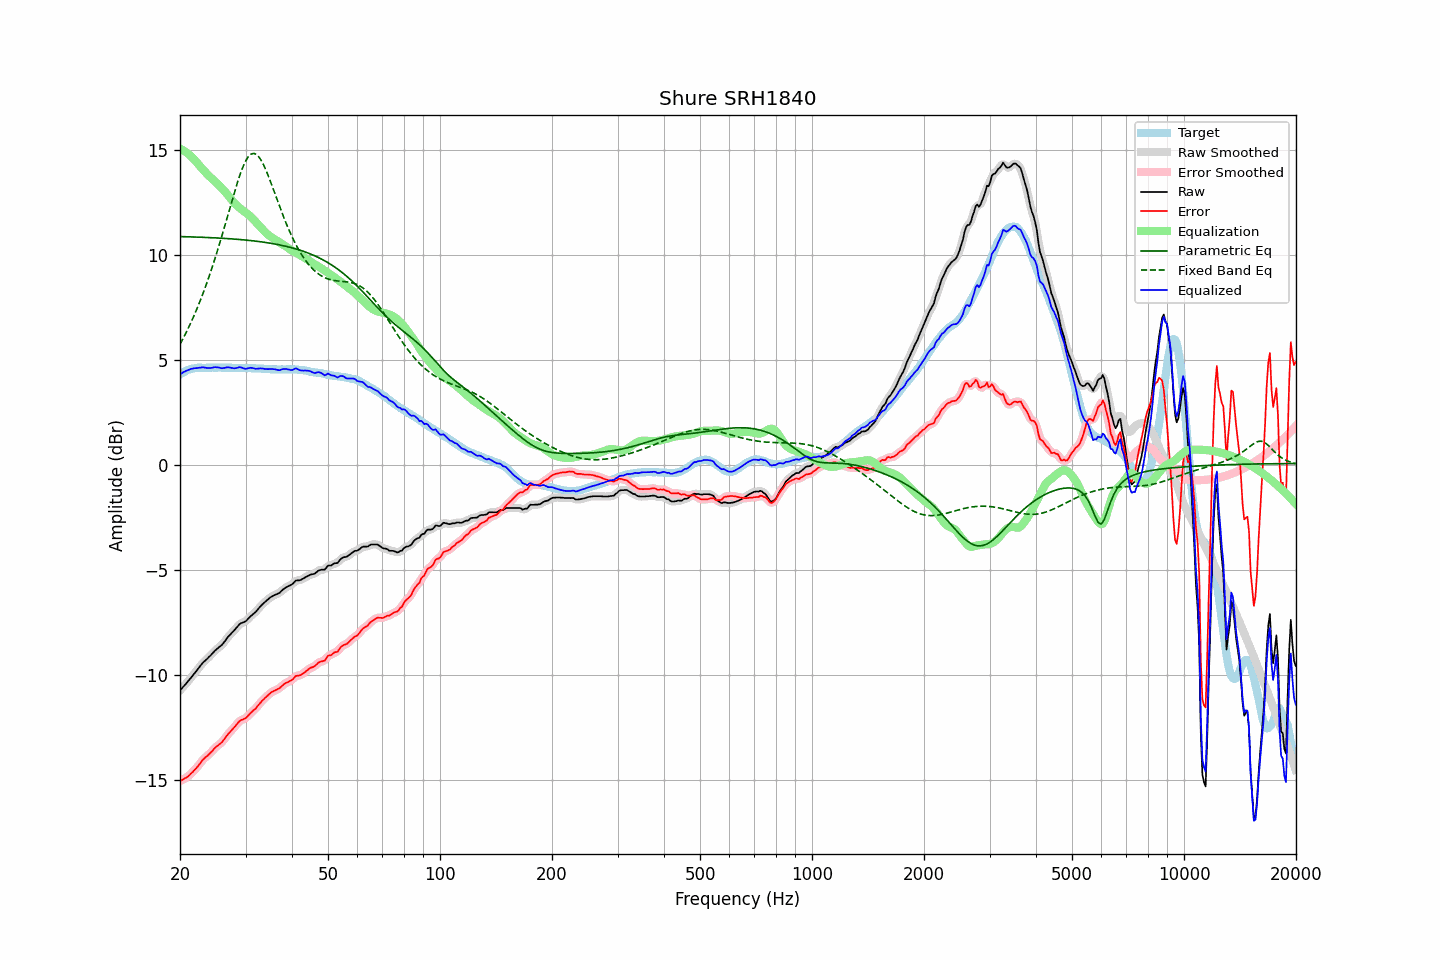 Shure SRH1840
Amplitude (dBr)
15
10
5
0
−5
−10
−15
Target
Raw Smoothed
Error Smoothed
Raw
Error
Equalization
Parametric Eq
Fixed Band Eq
Equalized
20 50 100 200 500 1000 2000 5000 10000 20000
Frequency (Hz)